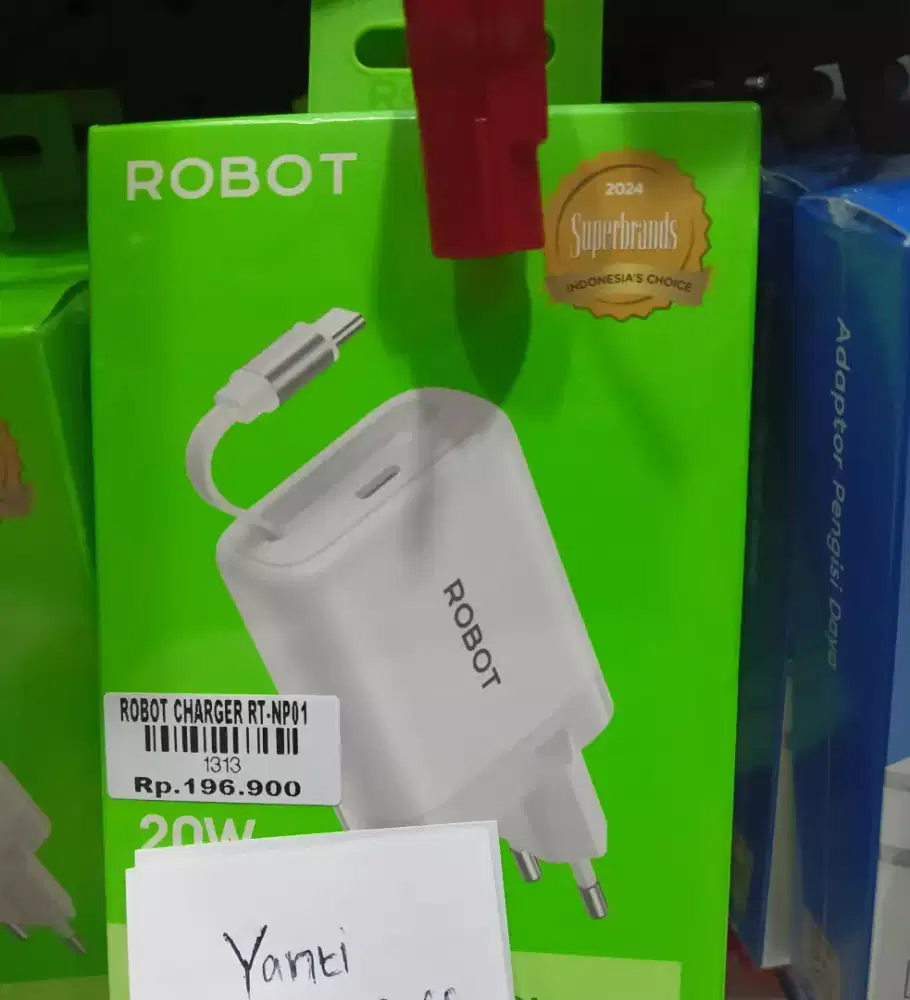 ROBOT
2024
Superbrands
INDONESIA'S CHOICE
ROBOT
ROBOT CHARGER RT-NP01
1313
Rp.196.900
20W
Yanti
Adaptor Pengisi Daya